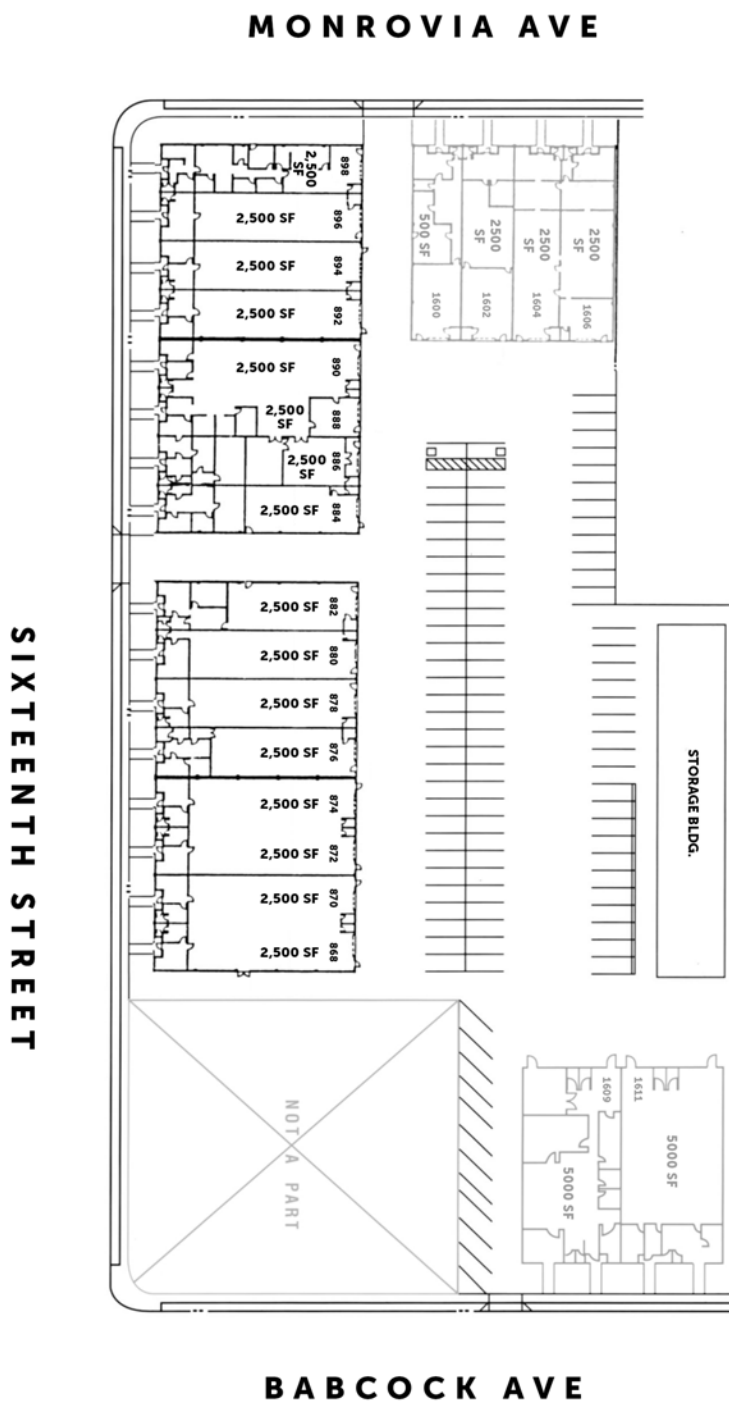 MONROVIA AVE
2,500
SF
898
2,500 SF
896
2,500 SF
894
2,500 SF
892
2,500 SF
890
2,500
SF
888
2,500
SF
886
2,500 SF
884
500 SF
1600
2500
SF
1602
2500
SF
1604
2500
SF
1606
SIXTEENTH STREET
2,500 SF
882
2,500 SF
880
2,500 SF
878
2,500 SF
876
2,500 SF
874
2,500 SF
872
2,500 SF
870
2,500 SF
868
STORAGE BLDG.
NOT A PART
1609
5000 SF
1611
5000 SF
BABCOCK AVE